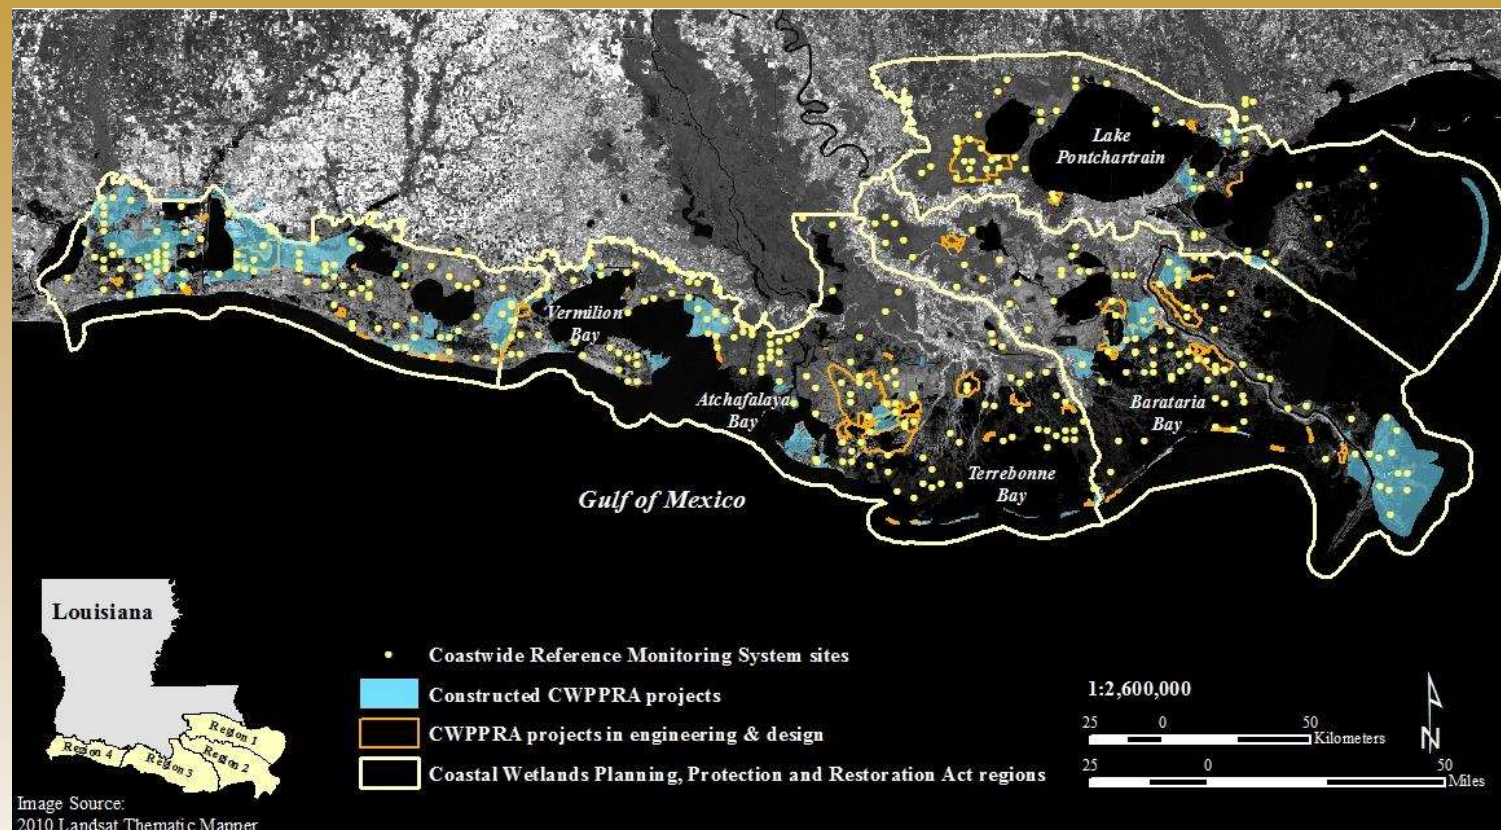 Lake
Pontchartrain
Vermilion
Bay
Atchafalaya
Bay
Barataria
Bay
Terrebonne
Bay
Gulf of Mexico
Louisiana
Region 1
Region 2
Region 3
Region 4
Coastwide Reference Monitoring System sites
Constructed CWPPRA projects
CWPPRA projects in engineering & design
Coastal Wetlands Planning, Protection and Restoration Act regions
1:2,600,000
25 0 50
Kilometers
25 0 50
Miles
N
Image Source:
2010 Landsat Thematic Mapper